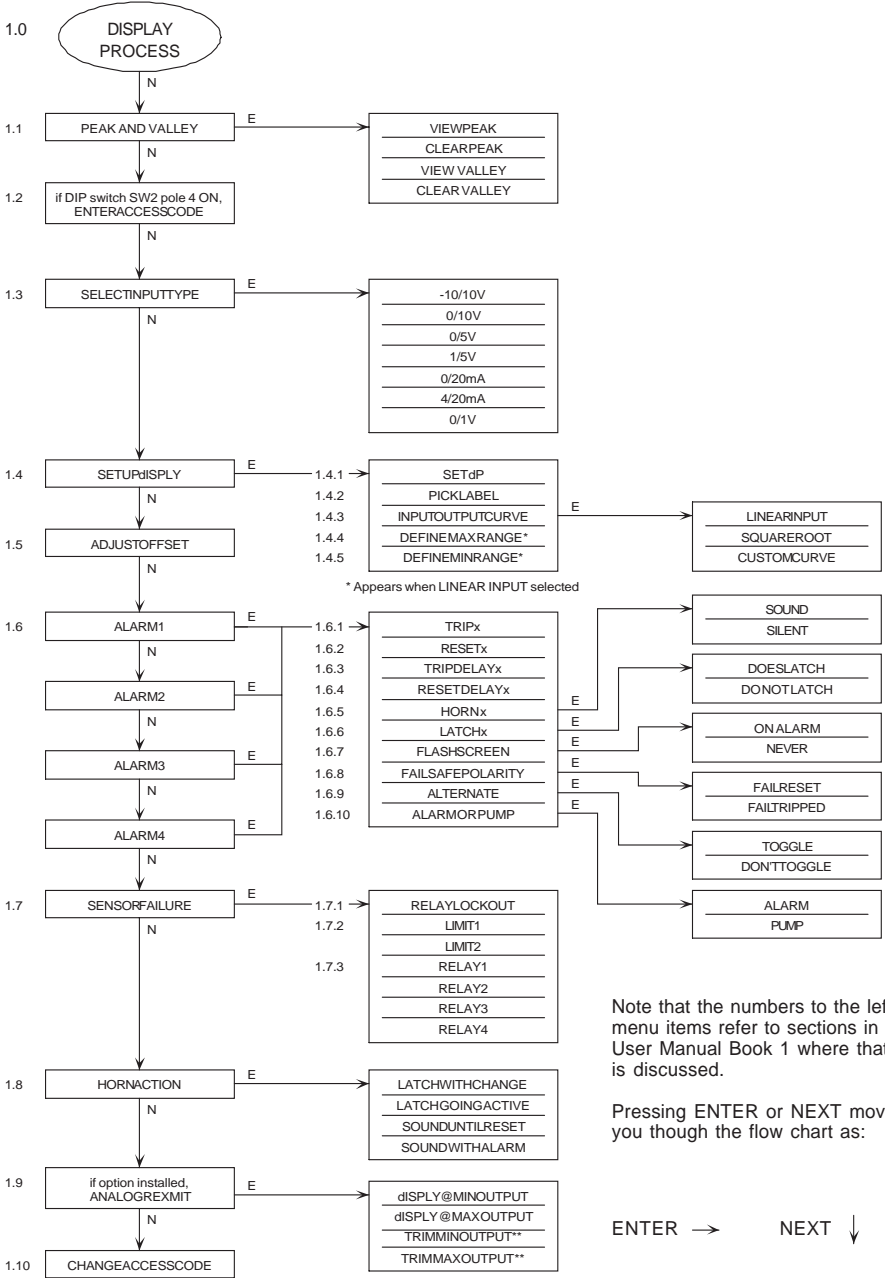 1.0
DISPLAY
PROCESS
N
1.1
PEAK AND VALLEY
E
VIEWPEAK
CLEARPEAK
VIEW VALLEY
CLEAR VALLEY
N
1.2
if DIP switch SW2 pole 4 ON,
ENTERACCESSCODE
N
1.3
SELECTINPUTTYPE
E
-10/10V
0/10V
0/5V
1/5V
0/20mA
4/20mA
0/1V
N
1.4
SETUPdISPLY
E
1.4.1
SETdP
1.4.2
PICKLABEL
1.4.3
INPUTOUTPUTCURVE
E
LINEARINPUT
SQUAREROOT
CUSTOMCURVE
1.4.4
DEFINEMAXRANGE*
1.4.5
DEFINEMINRANGE*
* Appears when LINEAR INPUT selected
N
1.5
ADJUSTOFFSET
N
1.6
ALARM1
E
N
ALARM2
E
N
ALARM3
E
N
ALARM4
E
N
1.6.1
TRIPx
1.6.2
RESETx
1.6.3
TRIPDELAYx
1.6.4
RESETDELAYx
1.6.5
HORNx
E
1.6.6
LATCHx
E
1.6.7
FLASHSCREEN
E
1.6.8
FAILSAFEPOLARITY
E
1.6.9
ALTERNATE
E
1.6.10
ALARMORPUMP
E
SOUND
SILENT
DOESLATCH
DONOTLATCH
ONALARM
NEVER
FAILRESET
FAILTRIPPED
TOGGLE
DON'TTOGGLE
ALARM
PUMP
1.7
SENSORFAILURE
E
1.7.1
RELAYLOCKOUT
1.7.2
LIMIT1
LIMIT2
1.7.3
RELAY1
RELAY2
RELAY3
RELAY4
N
1.8
HORNACTION
E
LATCHWITHCHANGE
LATCHGOINGACTIVE
SOUNDUNTILRESET
SOUNDWITHALARM
N
1.9
if option installed,
ANALOGREXMIT
E
dISPLY@MINOUTPUT
dISPLY@MAXOUTPUT
TRIMMINOUTPUT**
TRIMMAXOUTPUT**
N
1.10
CHANGEACCESSCODE
Note that the numbers to the lef
menu items refer to sections in
User Manual Book 1 where that
is discussed.
Pressing ENTER or NEXT mov
you though the flow chart as:
ENTER → NEXT ↓